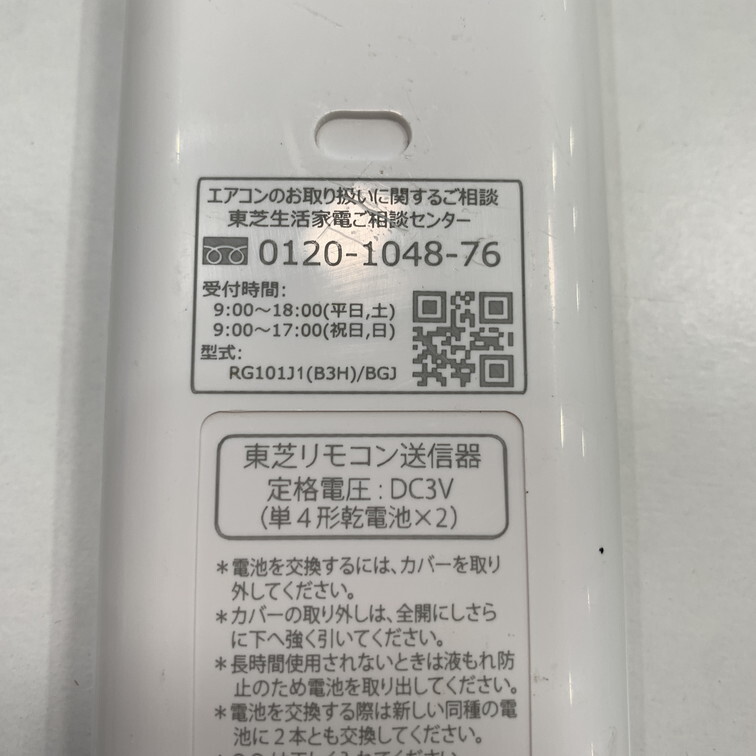 エアコンのお取り扱いに関するご相談
東芝生活家電ご相談センター
0120-1048-76
受付時間:
9:00～18:00(平日,土)
9:00～17:00(祝日,日)
型式:
RG101J1(B3H)/BGJ
東芝リモコン送信器
定格電圧:DC3V
(単4形乾電池×2)
*電池を交換するには、カバーを取り
外してください。
*カバーの取り外しは、全開にしさら
に下へ強く引いてください。
*長時間使用されないときは液もれ防
止のため電池を取り出してください。
*電池を交換する際は新しい同種の電
池に2本とも交換してください。